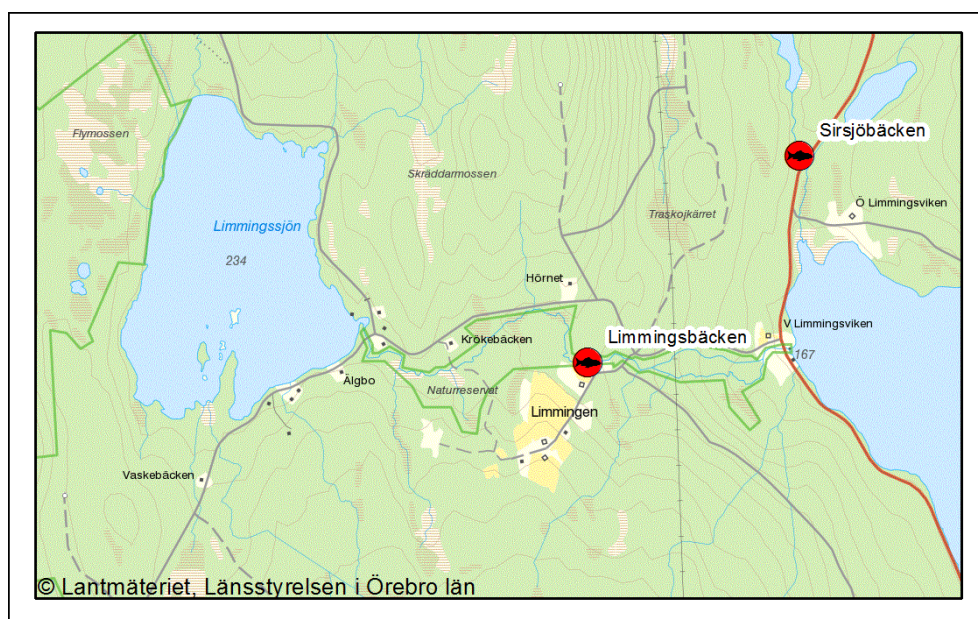 Sirsjöbäcken
Flymossen
Skräddarmossen
Ö Limmingsviken
Traskojkärret
Limmingssjön
234
Hörnet
V Limmingsviken
Krökebäcken
Limmingsbäcken
167
Älgbo
Naturreservat
Limmingen
Vaskebäcken
© Lantmäteriet, Länsstyrelsen i Örebro län